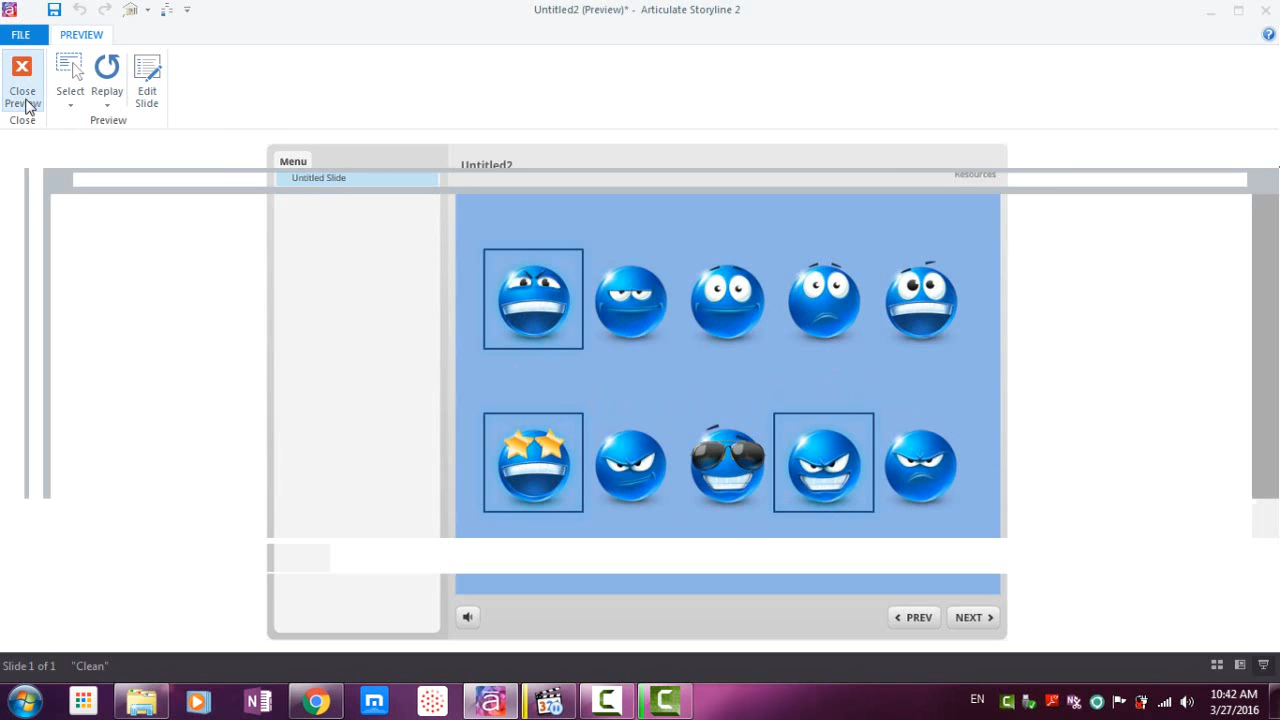 Untitled2 (Preview)* - Articulate Storyline 2
FILE
PREVIEW
Close Preview
Select
Replay
Edit Slide
Close
Preview
Menu
Untitled2
Untitled Slide
Resources
PREV
NEXT
Slide 1 of 1
"Clean"
EN
10:42 AM
3/27/2016